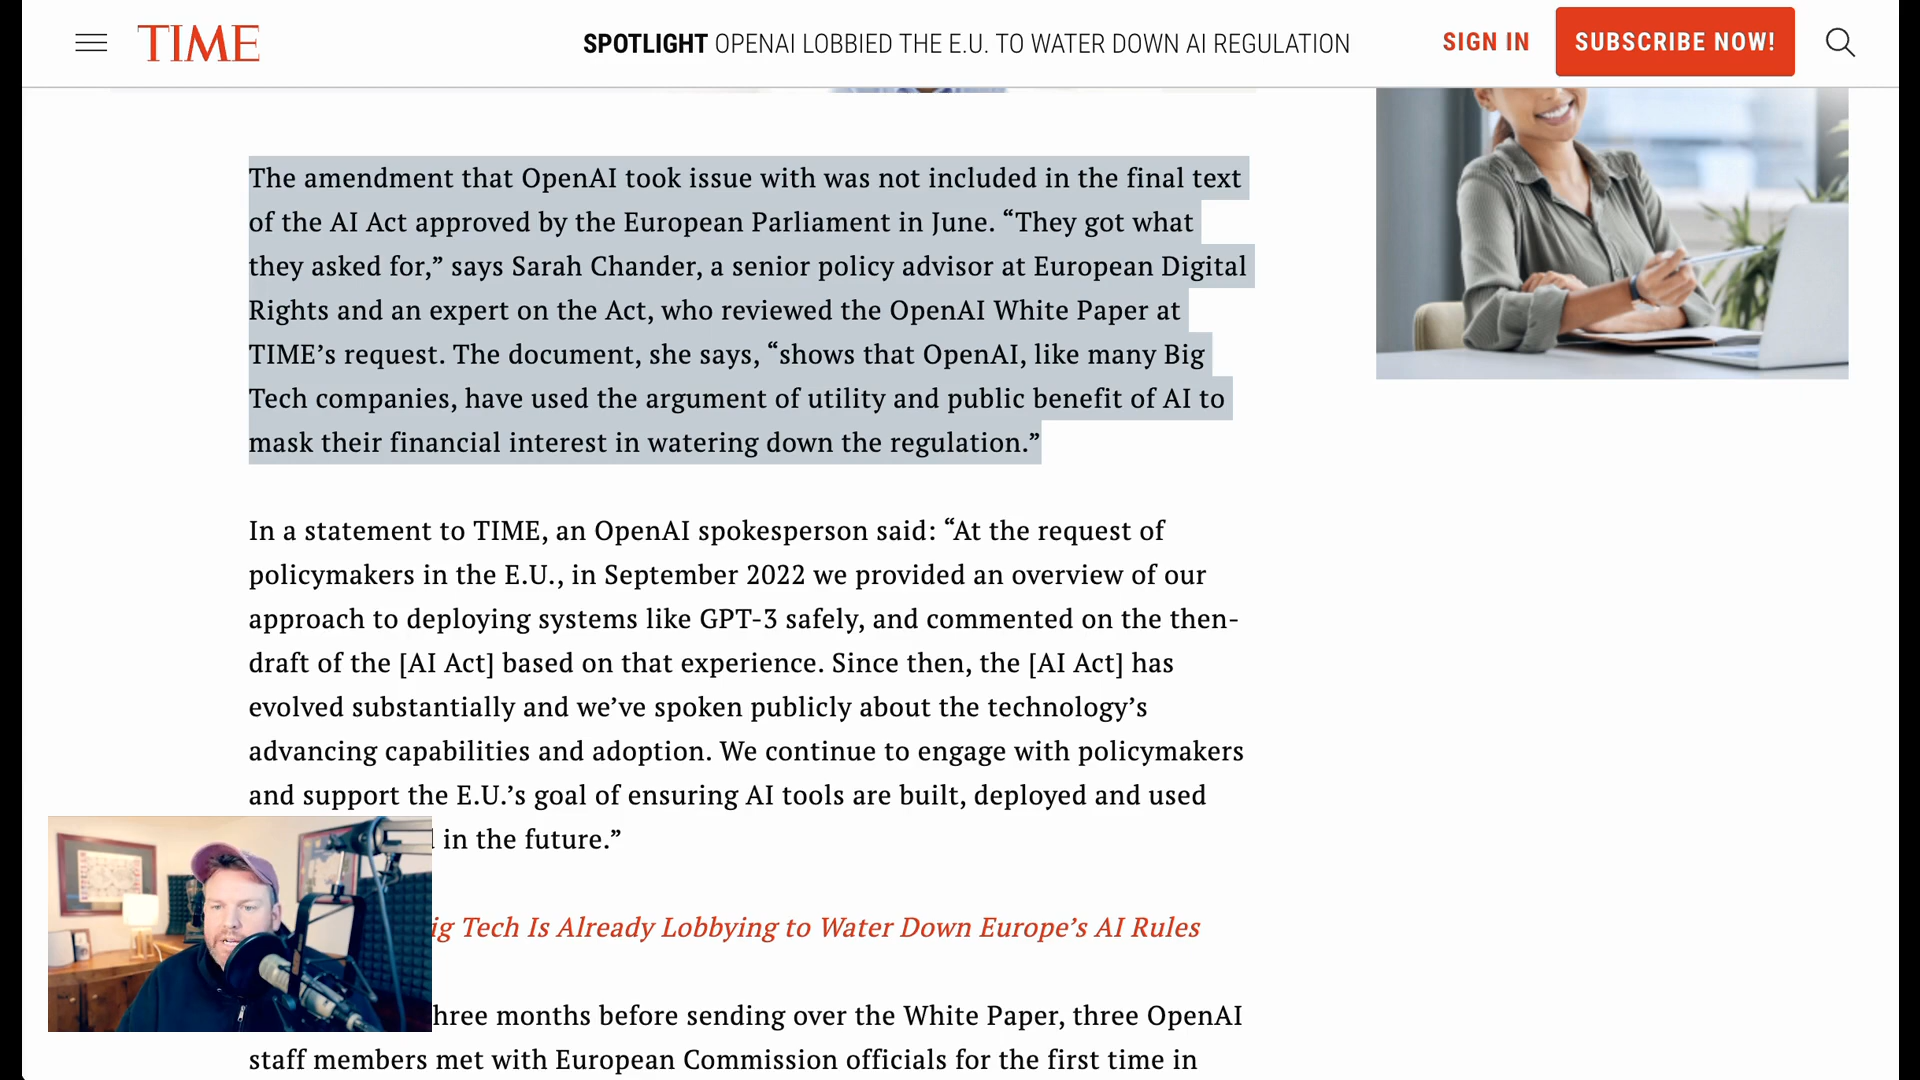 TIME
SPOTLIGHT OPENAI LOBBIED THE E.U. TO WATER DOWN AI REGULATION
SIGN IN
SUBSCRIBE NOW!
The amendment that OpenAI took issue with was not included in the final text
of the AI Act approved by the European Parliament in June. “They got what
they asked for,” says Sarah Chander, a senior policy advisor at European Digital
Rights and an expert on the Act, who reviewed the OpenAI White Paper at
TIME’s request. The document, she says, “shows that OpenAI, like many Big
Tech companies, have used the argument of utility and public benefit of AI to
mask their financial interest in watering down the regulation.”
In a statement to TIME, an OpenAI spokesperson said: “At the request of
policymakers in the E.U., in September 2022 we provided an overview of our
approach to deploying systems like GPT-3 safely, and commented on the then-
draft of the [AI Act] based on that experience. Since then, the [AI Act] has
evolved substantially and we’ve spoken publicly about the technology’s
advancing capabilities and adoption. We continue to engage with policymakers
and support the E.U.’s goal of ensuring AI tools are built, deployed and used
in the future.”
ig Tech Is Already Lobbying to Water Down Europe’s AI Rules
hree months before sending over the White Paper, three OpenAI
staff members met with European Commission officials for the first time in